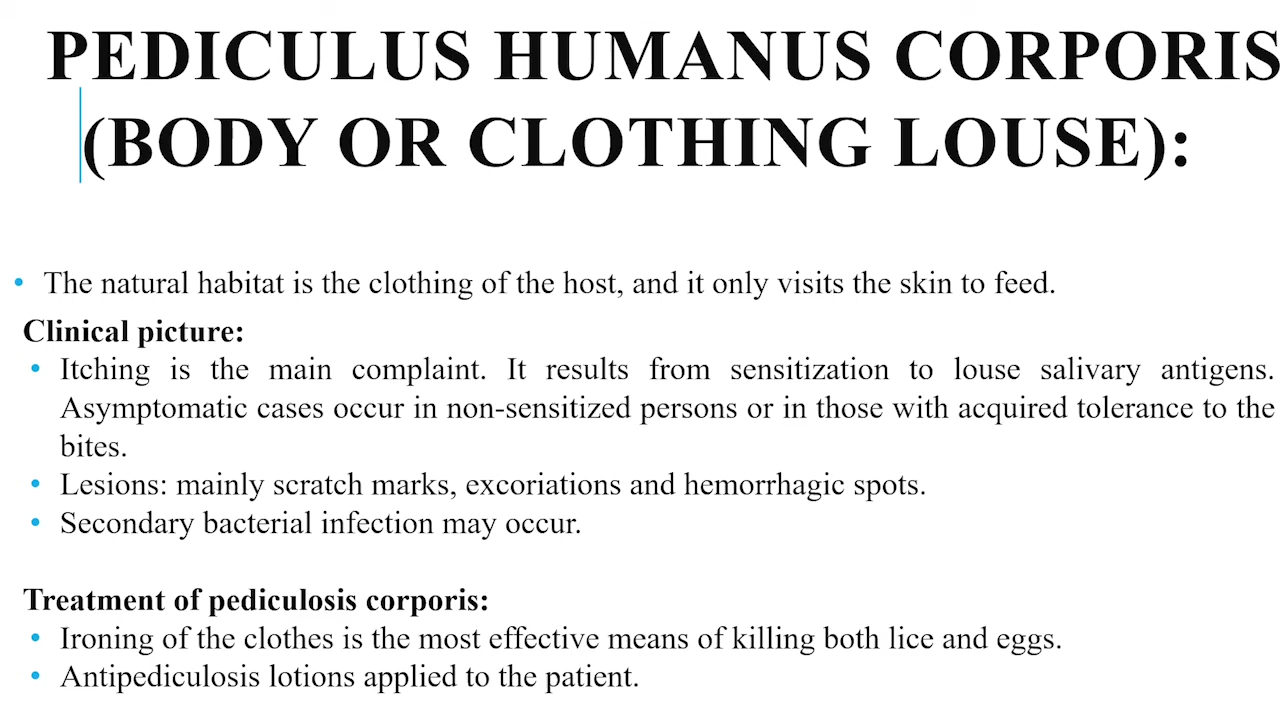 PEDICULUS HUMANUS CORPORIS
(BODY OR CLOTHING LOUSE):
• The natural habitat is the clothing of the host, and it only visits the skin to feed.
Clinical picture:
• Itching is the main complaint. It results from sensitization to louse salivary antigens.
Asymptomatic cases occur in non-sensitized persons or in those with acquired tolerance to the
bites.
• Lesions: mainly scratch marks, excoriations and hemorrhagic spots.
• Secondary bacterial infection may occur.
Treatment of pediculosis corporis:
• Ironing of the clothes is the most effective means of killing both lice and eggs.
• Antipediculosis lotions applied to the patient.